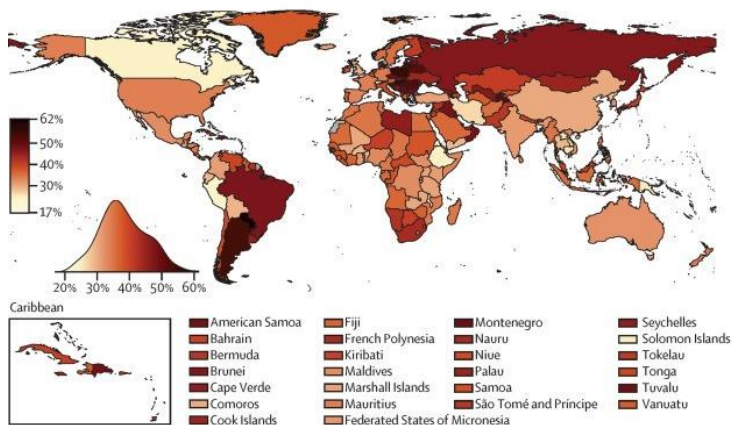 62%
50%
40%
30%
17%
20% 30% 40% 50% 60%
Caribbean
American Samoa
Bahrain
Bermuda
Brunei
Cape Verde
Comoros
Cook Islands
Fiji
French Polynesia
Kiribati
Maldives
Marshall Islands
Mauritius
Federated States of Micronesia
Montenegro
Nauru
Niue
Palau
Samoa
São Tomé and Príncipe
Seychelles
Solomon Islands
Tokelau
Tonga
Tuvalu
Vanuatu